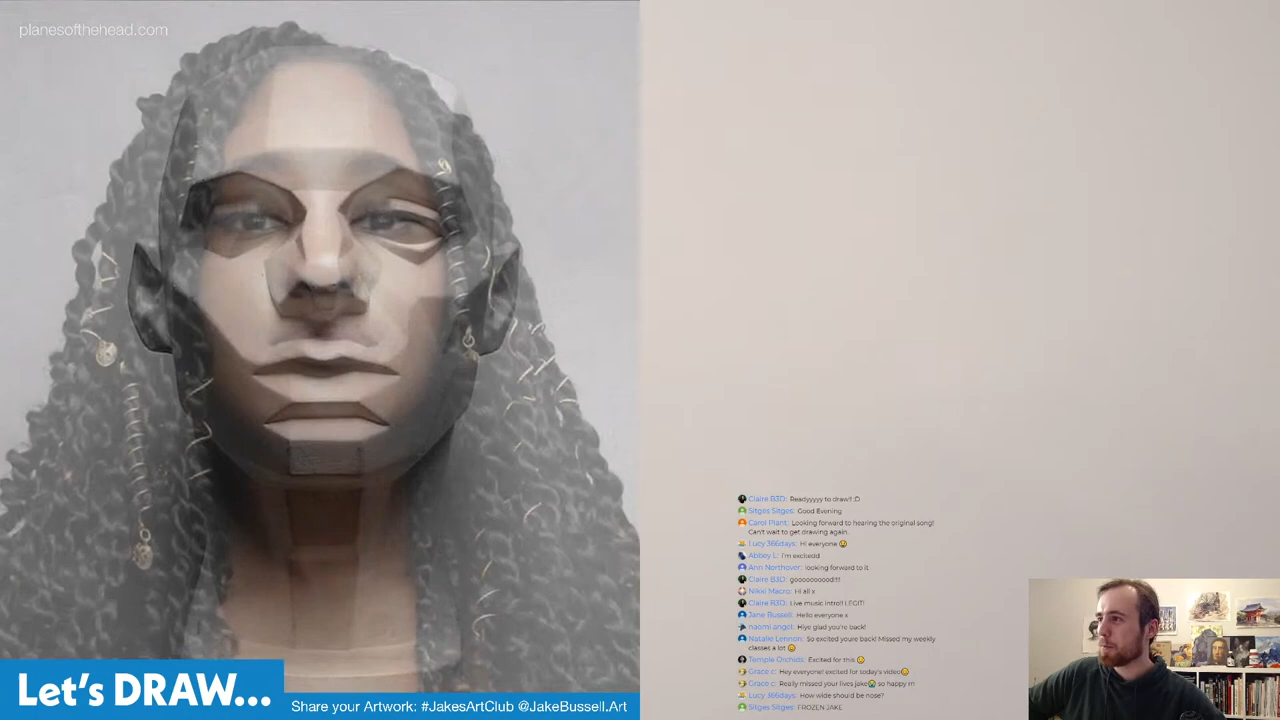 planesofthehead.com
Claire B3D: Readyyyyy to draw!! :D
Sitges Sitges: Good Evening
Carol Plant: Looking forward to hearing the original song!
Can't wait to get drawing again.
Lucy 366days: Hi everyone
Abbey L: I'm excitedd
Ann Northover: looking forward to it
Claire B3D: goooooooood!!!!
Nikki Macro: Hi all x
Claire B3D: Live music intro!! LEGIT!
Jane Bussell: Hello everyone x
naomi angel: Hiye glad you're back!
Natalie Lennon: So excited youre back! Missed my weekly
classes a lot
Temple Orchids: Excited for this
Grace c: Hey everyone! excited for today's video
Grace c: Really missed your lives jake so happy rn
Lucy 366days: How wide should be nose?
Sitges Sitges: FROZEN JAKE
Let's DRAW...
Share your Artwork: #JakesArtClub @JakeBussell.Art